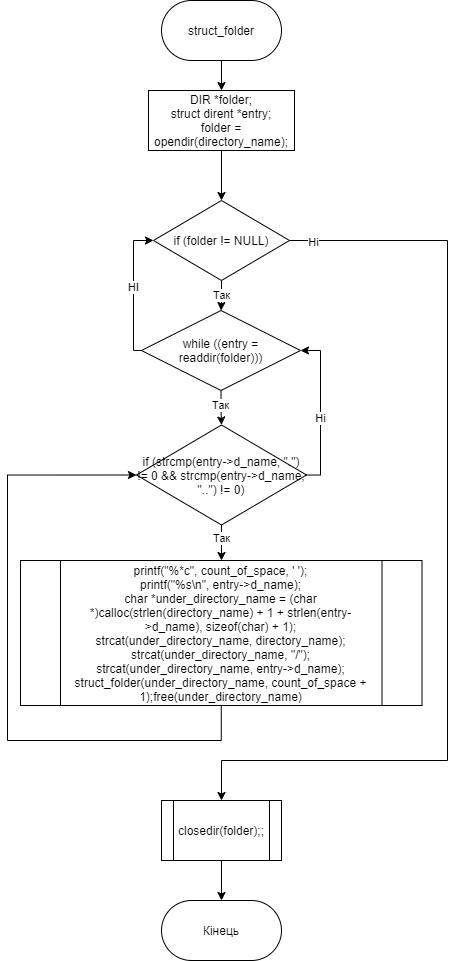 struct_folder
DIR *folder;
struct dirent *entry;
folder =
opendir(directory_name);
if (folder != NULL)
Ні
НІ
Так
while ((entry =
readdir(folder)))
Так
Ні
if (strcmp(entry->d_name, ".")
!= 0 && strcmp(entry->d_name,
"..") != 0)
Так
printf("%*c", count_of_space, ' ');
printf("%s\n", entry->d_name);
char *under_directory_name = (char
*)calloc(strlen(directory_name) + 1 + strlen(entry-
>d_name), sizeof(char) + 1);
strcat(under_directory_name, directory_name);
strcat(under_directory_name, "/");
strcat(under_directory_name, entry->d_name);
struct_folder(under_directory_name, count_of_space +
1);free(under_directory_name)
closedir(folder);;
Кінець